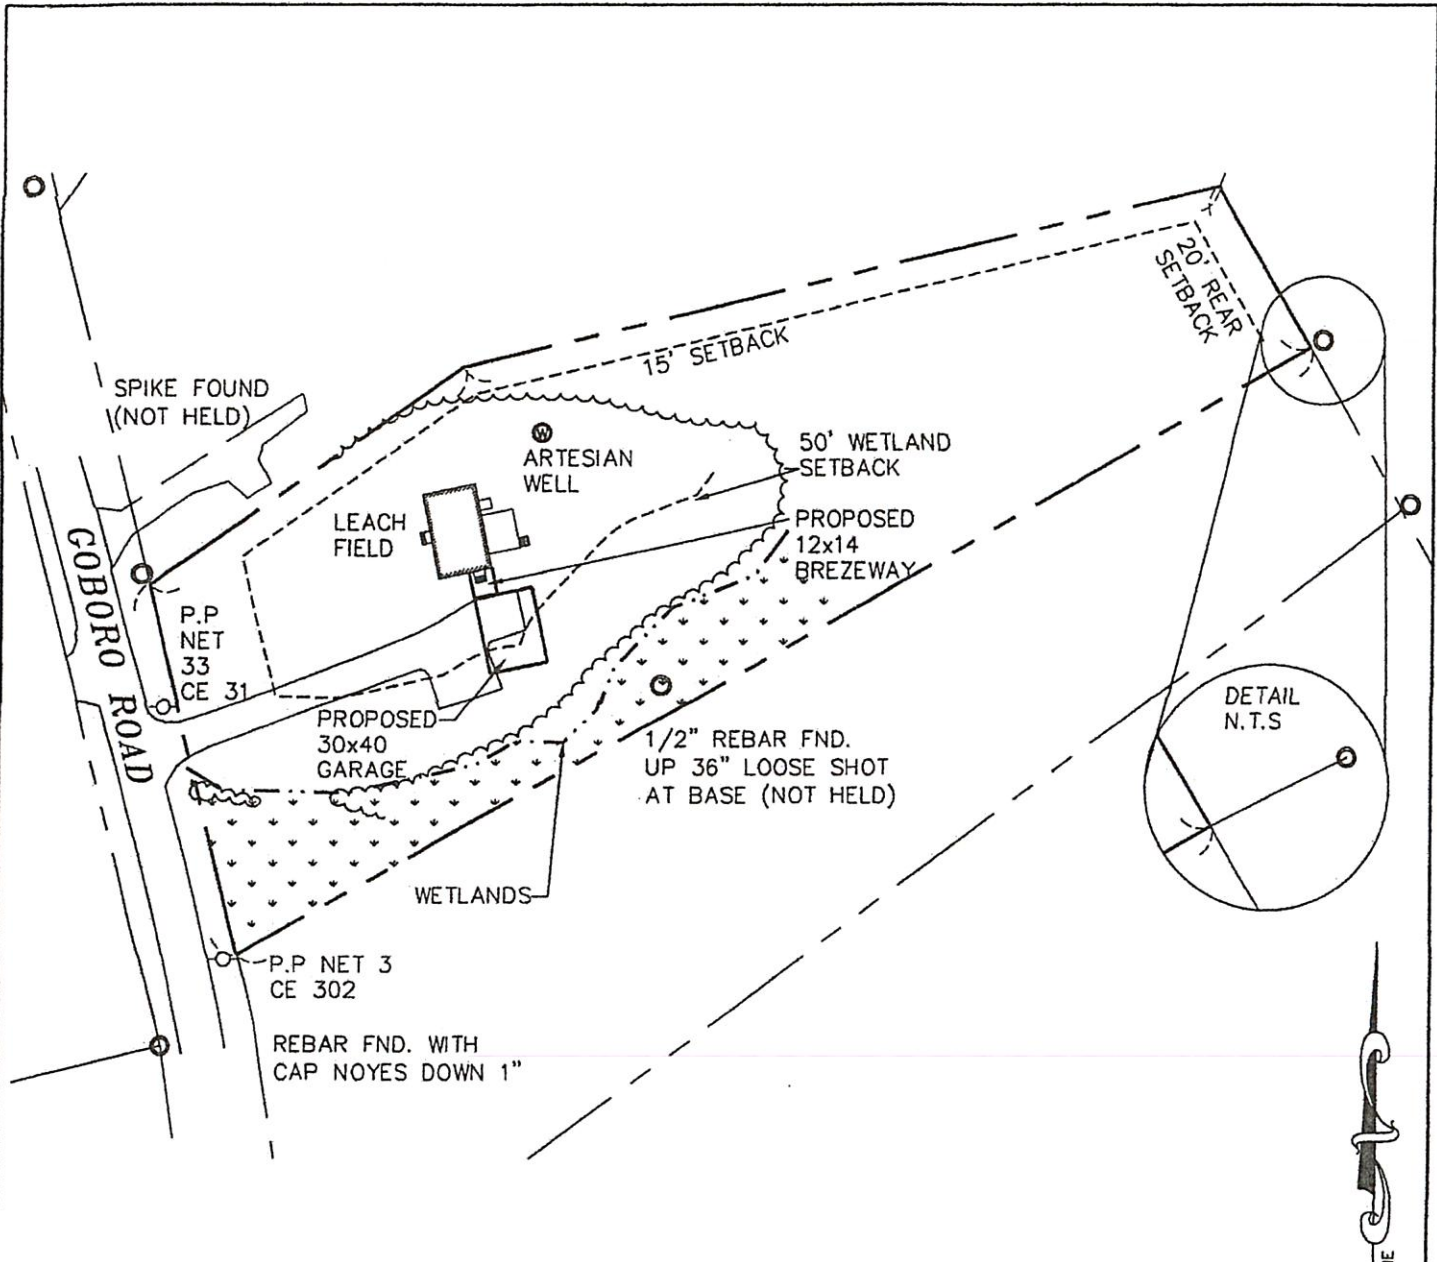 20' REAR
SETBACK
15' SETBACK
SPIKE FOUND
(NOT HELD)
50' WETLAND
SETBACK
W
ARTESIAN
WELL
LEACH
FIELD
PROPOSED
12x14
BREZEWAY
GOBORO ROAD
P.P
NET
33
CE 31
DETAIL
N.T.S
PROPOSED
30x40
GARAGE
1/2" REBAR FND.
UP 36" LOOSE SHOT
AT BASE (NOT HELD)
WETLANDS
P.P NET 3
CE 302
REBAR FND. WITH
CAP NOYES DOWN 1"